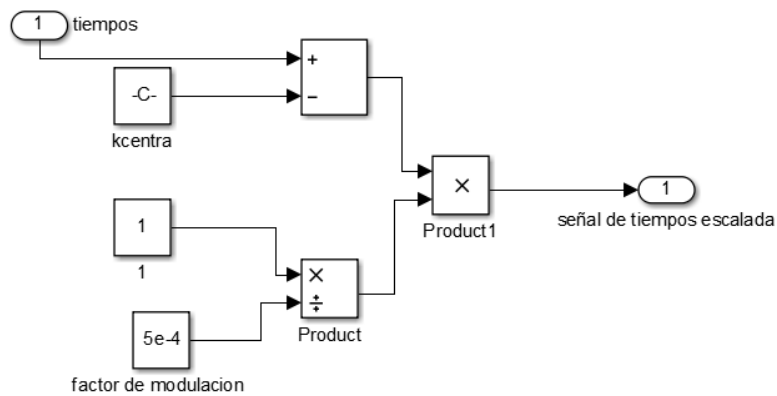 1 tiempos
+
-C-
−
kcentra
×
1
Product1
señal de tiempos escalada
1
1
×
÷
5e-4
Product
factor de modulacion